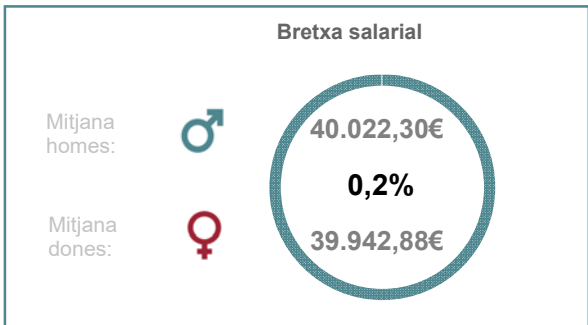 Bretxa salarial
Mitjana
homes:
40.022,30€
0,2%
Mitjana
dones:
39.942,88€